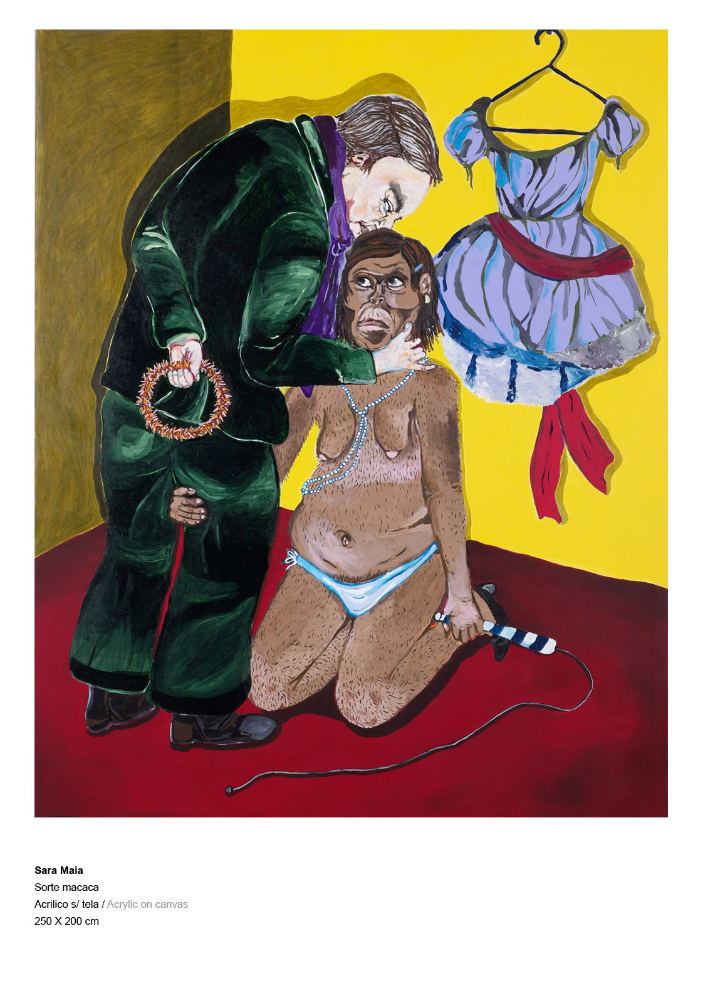 Sara Maia
Sorte macaca
Acrilico s/ tela / Acrylic on canvas
250 X 200 cm